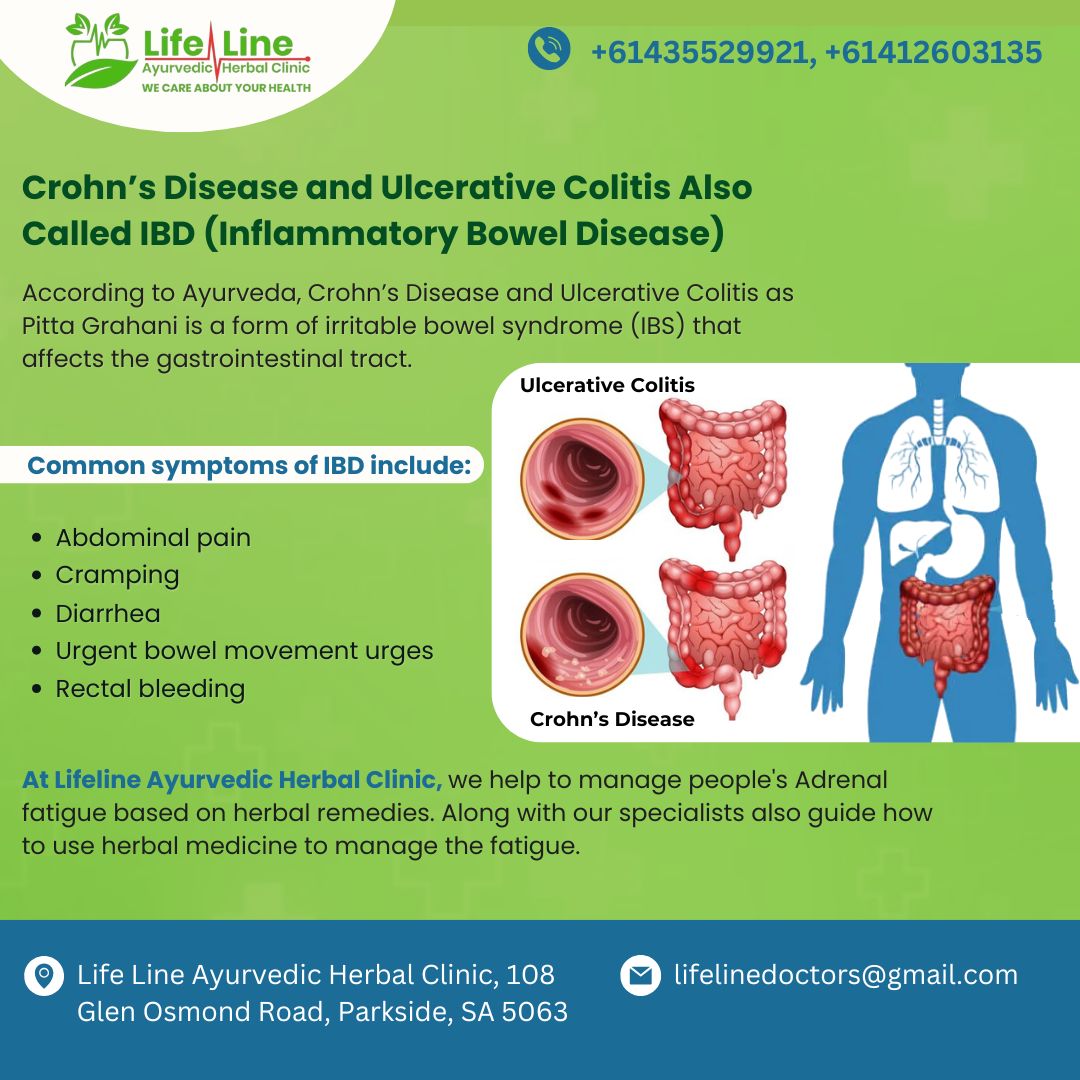 Life Line
Ayurvedic Herbal Clinic
WE CARE ABOUT YOUR HEALTH
+61435529921, +61412603135
Crohn’s Disease and Ulcerative Colitis Also
Called IBD (Inflammatory Bowel Disease)
According to Ayurveda, Crohn’s Disease and Ulcerative Colitis as
Pitta Grahani is a form of irritable bowel syndrome (IBS) that
affects the gastrointestinal tract.
Ulcerative Colitis
Common symptoms of IBD include:
• Abdominal pain
• Cramping
• Diarrhea
• Urgent bowel movement urges
• Rectal bleeding
Crohn’s Disease
At Lifeline Ayurvedic Herbal Clinic, we help to manage people's Adrenal
fatigue based on herbal remedies. Along with our specialists also guide how
to use herbal medicine to manage the fatigue.
Life Line Ayurvedic Herbal Clinic, 108
Glen Osmond Road, Parkside, SA 5063
lifelinedoctors@gmail.com